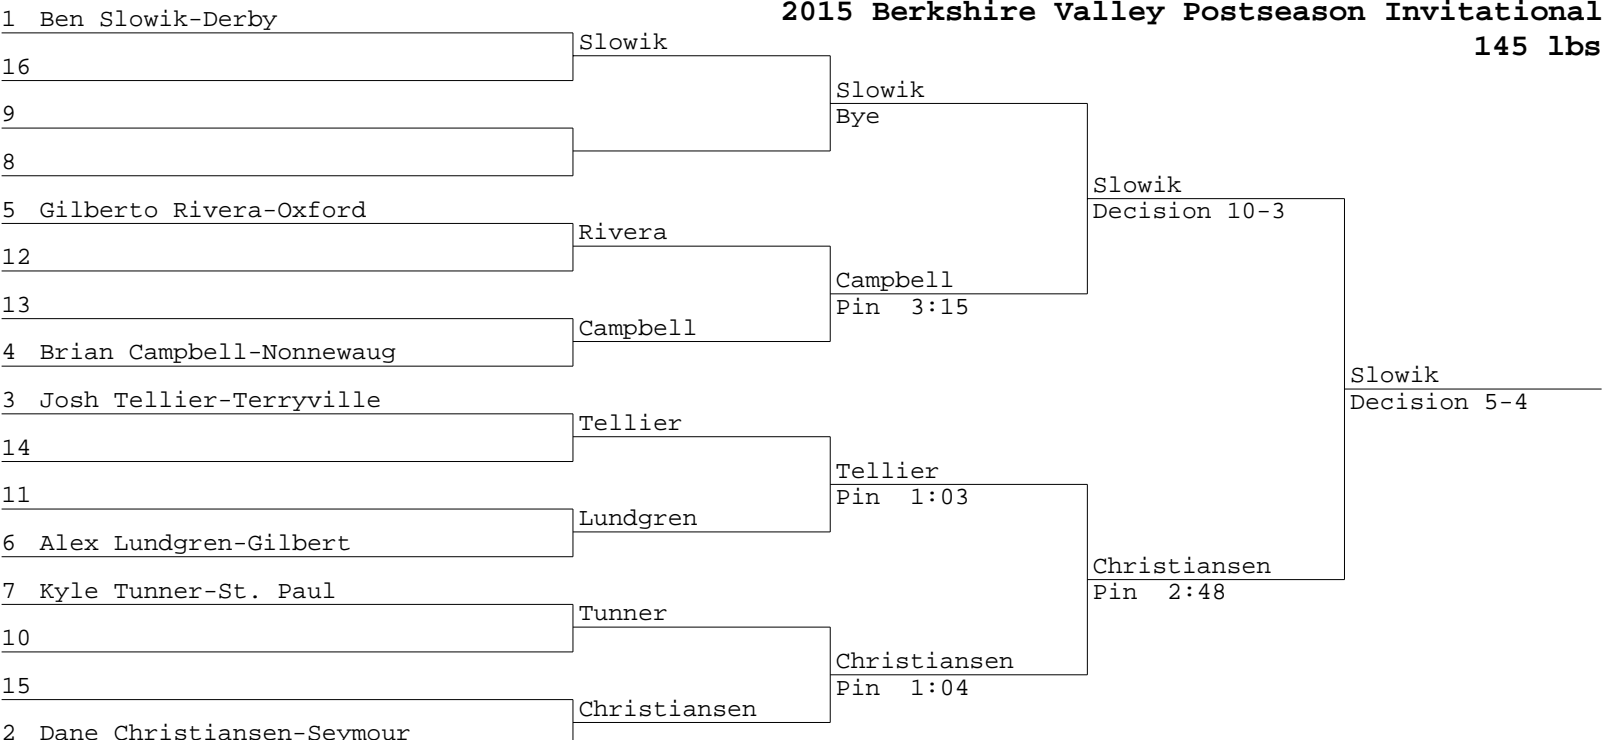 2015 Berkshire Valley Postseason Invitational
145 lbs
1 Ben Slowik-Derby
16
9
8
5 Gilberto Rivera-Oxford
12
13
4 Brian Campbell-Nonnewaug
3 Josh Tellier-Terryville
14
11
6 Alex Lundgren-Gilbert
7 Kyle Tunner-St. Paul
10
15
2 Dane Christiansen-Seymour
Slowik
Rivera
Campbell
Tellier
Lundgren
Tunner
Christiansen
Slowik
Bye
Campbell
Pin 3:15
Tellier
Pin 1:03
Christiansen
Pin 1:04
Slowik
Decision 10-3
Christiansen
Pin 2:48
Slowik
Decision 5-4